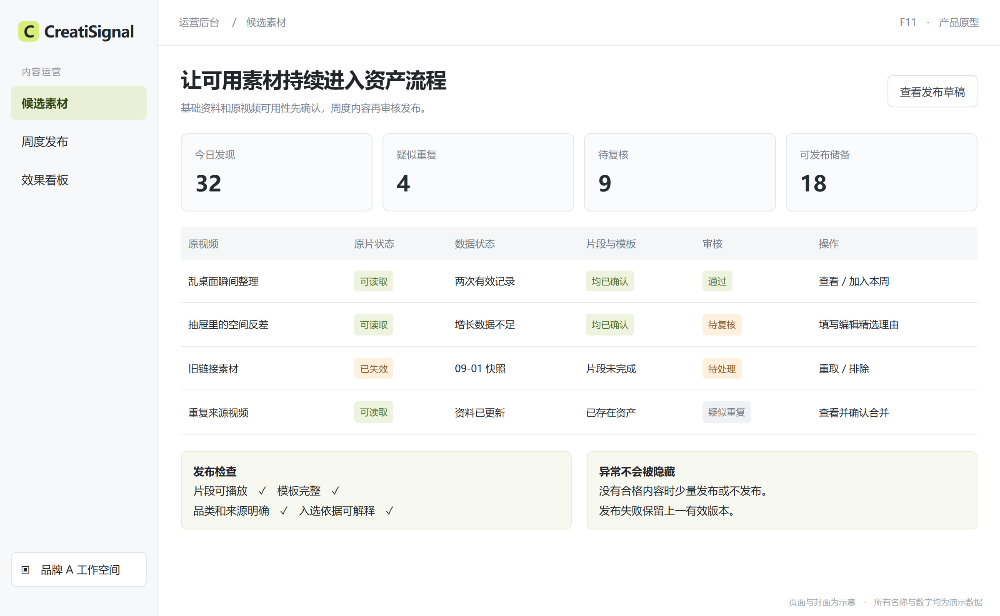 C CreatiSignal
运营后台 / 候选素材
F11 · 产品原型
内容运营
候选素材
周度发布
效果看板
品牌 A 工作空间
让可用素材持续进入资产流程
基础资料和原视频可用性先确认，周度内容再审核发布。
查看发布草稿
今日发现
32
疑似重复
4
待复核
9
可发布储备
18
原视频 原片状态 数据状态 片段与模板 审核 操作
乱桌面瞬间整理 可读取 两次有效记录 均已确认 通过 查看 / 加入本周
抽屉里的空间反差 可读取 增长数据不足 均已确认 待复核 填写编辑精选理由
旧链接素材 已失效 09-01 快照 片段未完成 待处理 重取 / 排除
重复来源视频 可读取 资料已更新 已存在资产 疑似重复 查看并确认合并
发布检查
片段可播放 ✓ 模板完整 ✓
品类和来源明确 ✓ 入选依据可解释 ✓
异常不会被隐藏
没有合格内容时少量发布或不发布。
发布失败保留上一有效版本。
页面与封面为示意 · 所有名称与数字均为演示数据